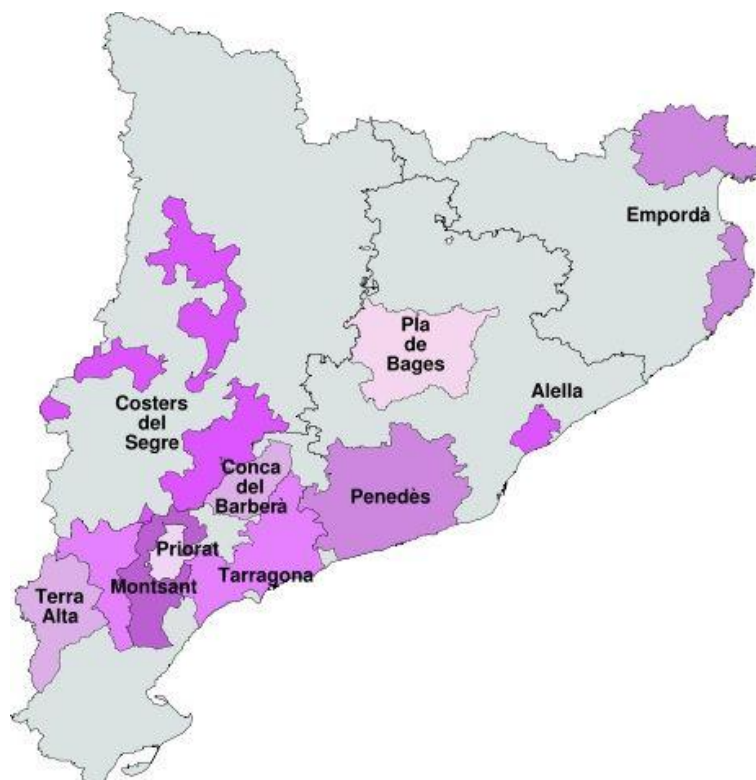 Empordà
Pla
de
Bages
Alella
Costers
del
Segre
Conca
del
Barberà
Penedès
Priorat
Tarragona
Montsant
Terra
Alta